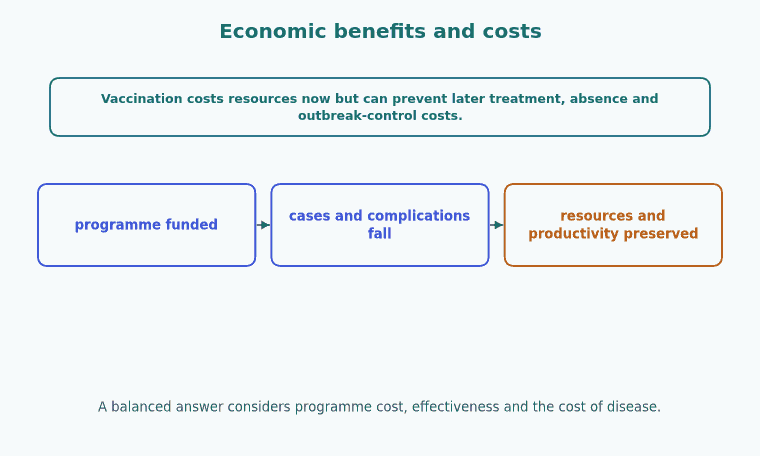 Economic benefits and costs
Vaccination costs resources now but can prevent later treatment, absence and
outbreak-control costs.
programme funded
cases and complications
fall
resources and
productivity preserved
A balanced answer considers programme cost, effectiveness and the cost of disease.